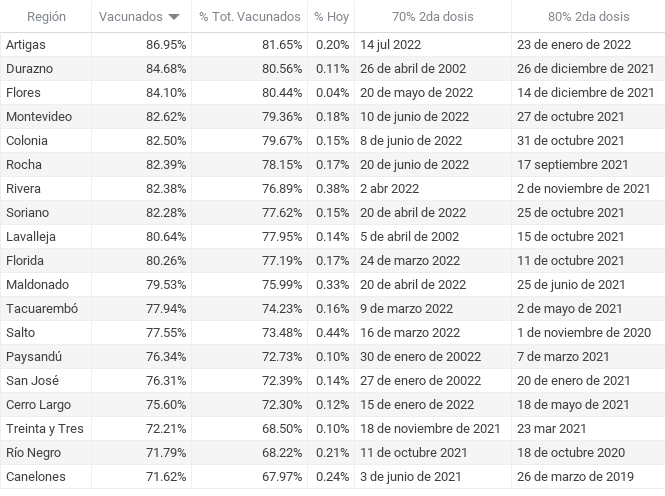 Región Vacunados % Tot. Vacunados % Hoy 70% 2da dosis 80% 2da dosis
Artigas 86.95% 81.65% 0.20% 14 jul 2022 23 de enero de 2022
Durazno 84.68% 80.56% 0.11% 26 de abril de 2002 26 de diciembre de 2021
Flores 84.10% 80.44% 0.04% 20 de mayo de 2022 14 de diciembre de 2021
Montevideo 82.62% 79.36% 0.18% 10 de junio de 2022 27 de octubre 2021
Colonia 82.50% 79.67% 0.15% 8 de junio de 2022 31 de octubre 2021
Rocha 82.39% 78.15% 0.17% 20 de junio de 2022 17 septiembre 2021
Rivera 82.38% 76.89% 0.38% 2 abr 2022 2 de noviembre de 2021
Soriano 82.28% 77.62% 0.15% 20 de abril de 2022 25 de octubre 2021
Lavalleja 80.64% 77.95% 0.14% 5 de abril de 2002 15 de octubre 2021
Florida 80.26% 77.19% 0.17% 24 de marzo 2022 11 de octubre 2021
Maldonado 79.53% 75.99% 0.33% 20 de abril de 2022 25 de junio de 2021
Tacuarembó 77.94% 74.23% 0.16% 9 de marzo 2022 2 de mayo de 2021
Salto 77.55% 73.48% 0.44% 16 de marzo 2022 1 de noviembre de 2020
Paysandú 76.34% 72.73% 0.10% 30 de enero de 20022 7 de marzo 2021
San José 76.31% 72.39% 0.14% 27 de enero de 20022 20 de enero de 2021
Cerro Largo 75.60% 72.30% 0.12% 15 de enero de 2022 18 de mayo de 2021
Treinta y Tres 72.21% 68.50% 0.10% 18 de noviembre de 2021 23 mar 2021
Río Negro 71.79% 68.22% 0.21% 11 de octubre 2021 18 de octubre 2020
Canelones 71.62% 67.97% 0.24% 3 de junio de 2021 26 de marzo de 2019